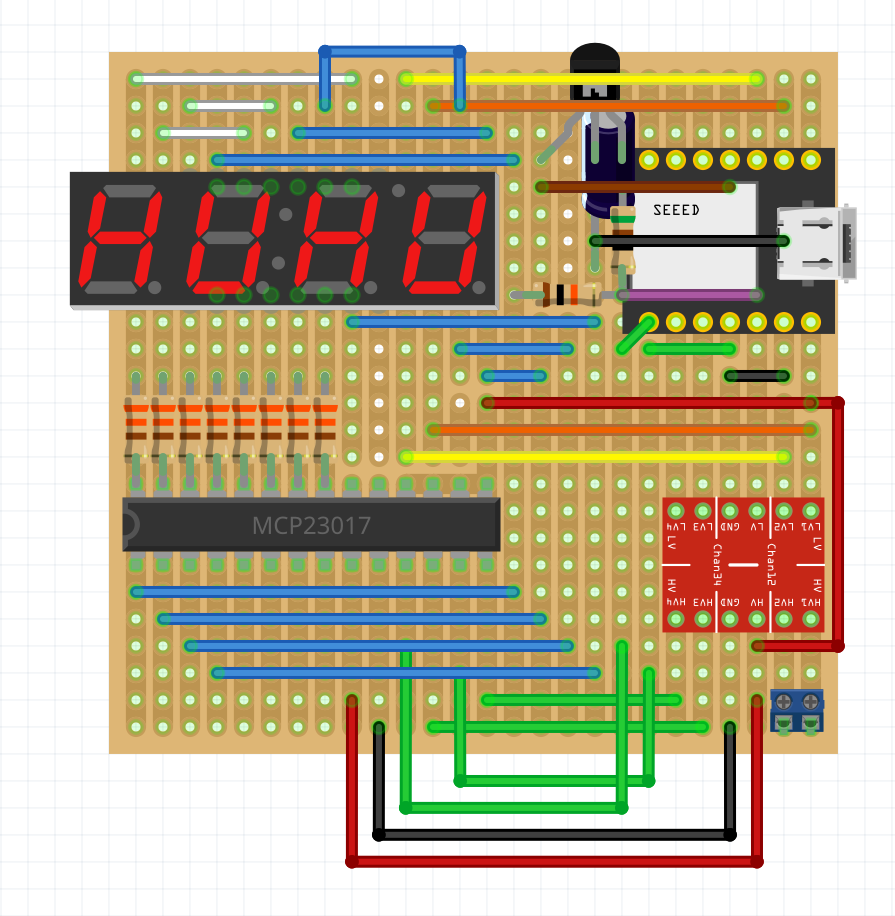 SEEED
MCP23017
LV4 LV3 GND LV LV2 LV1
LV LV
Chan34 Chan12
HV HV
HV4 HV3 GND HV HV2 HV1